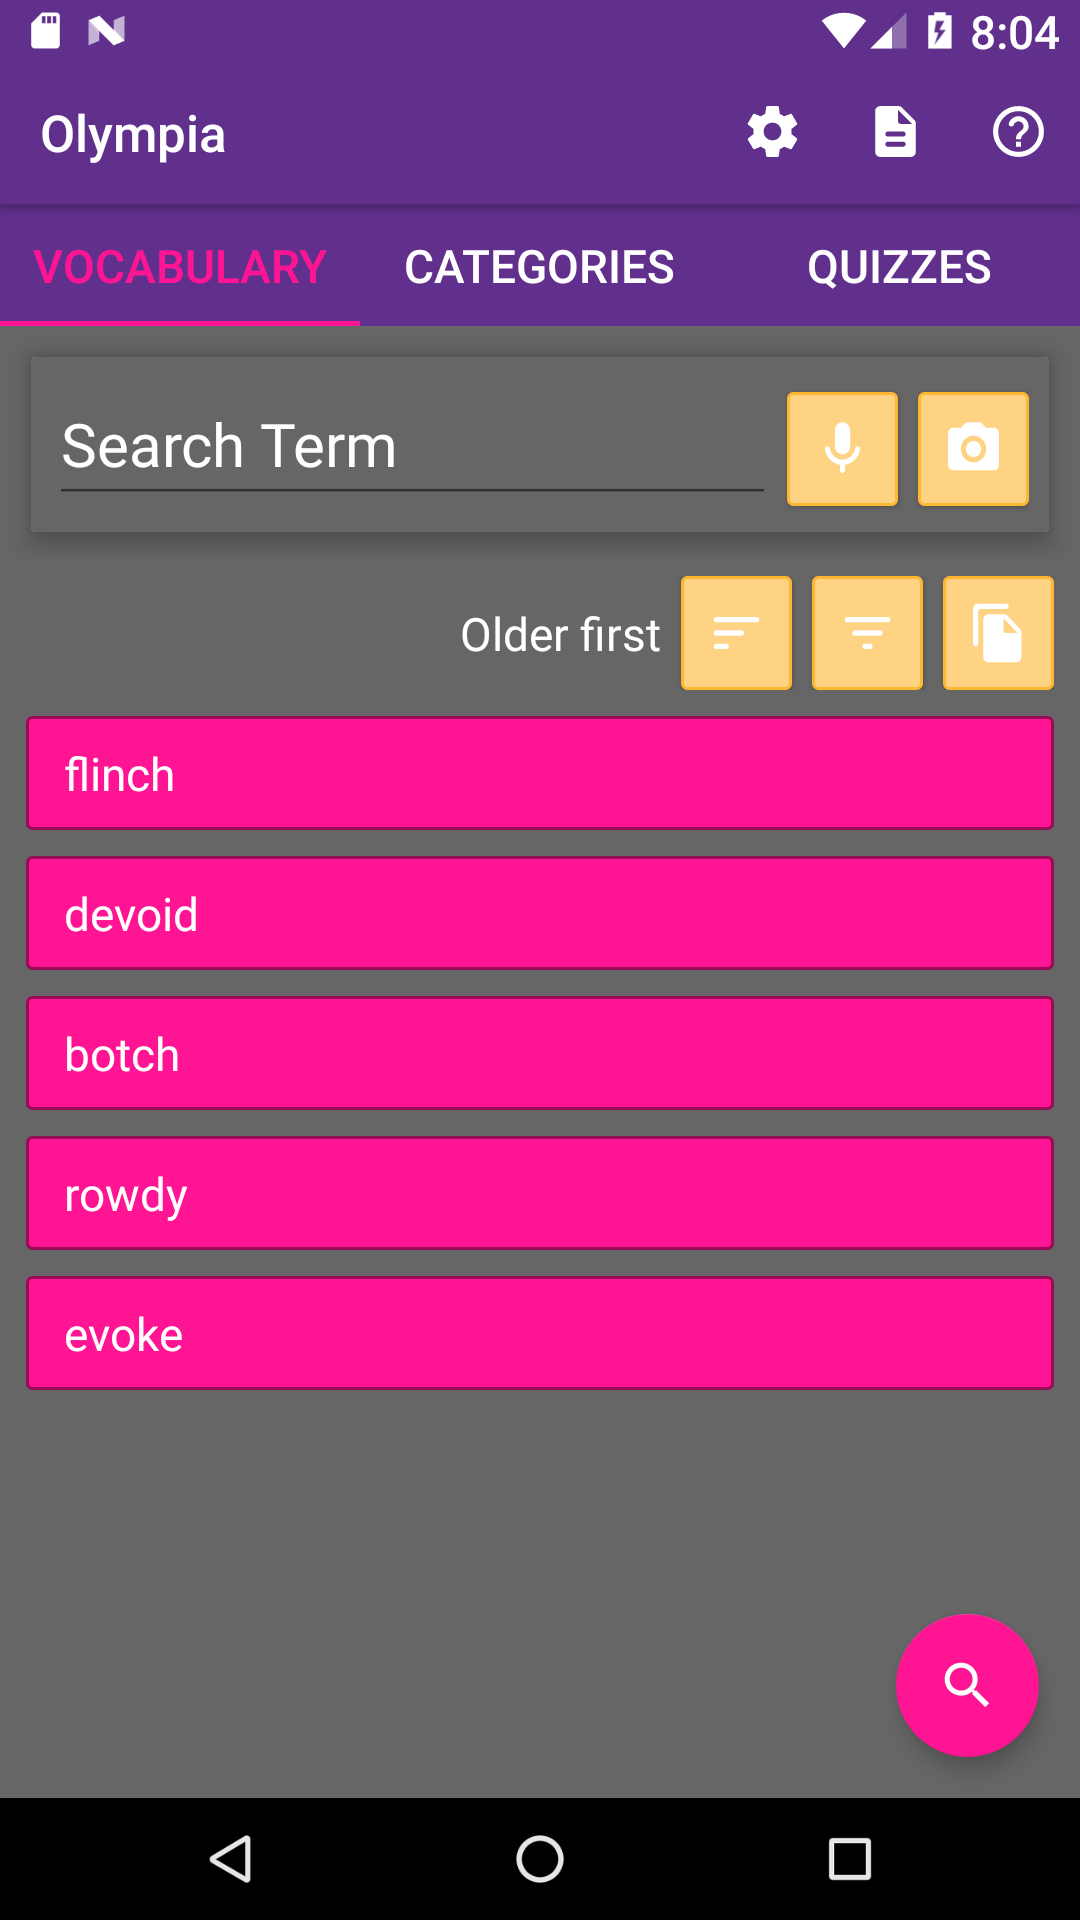 8:04
Olympia
VOCABULARY CATEGORIES QUIZZES
Search Term
Older first
flinch
devoid
botch
rowdy
evoke